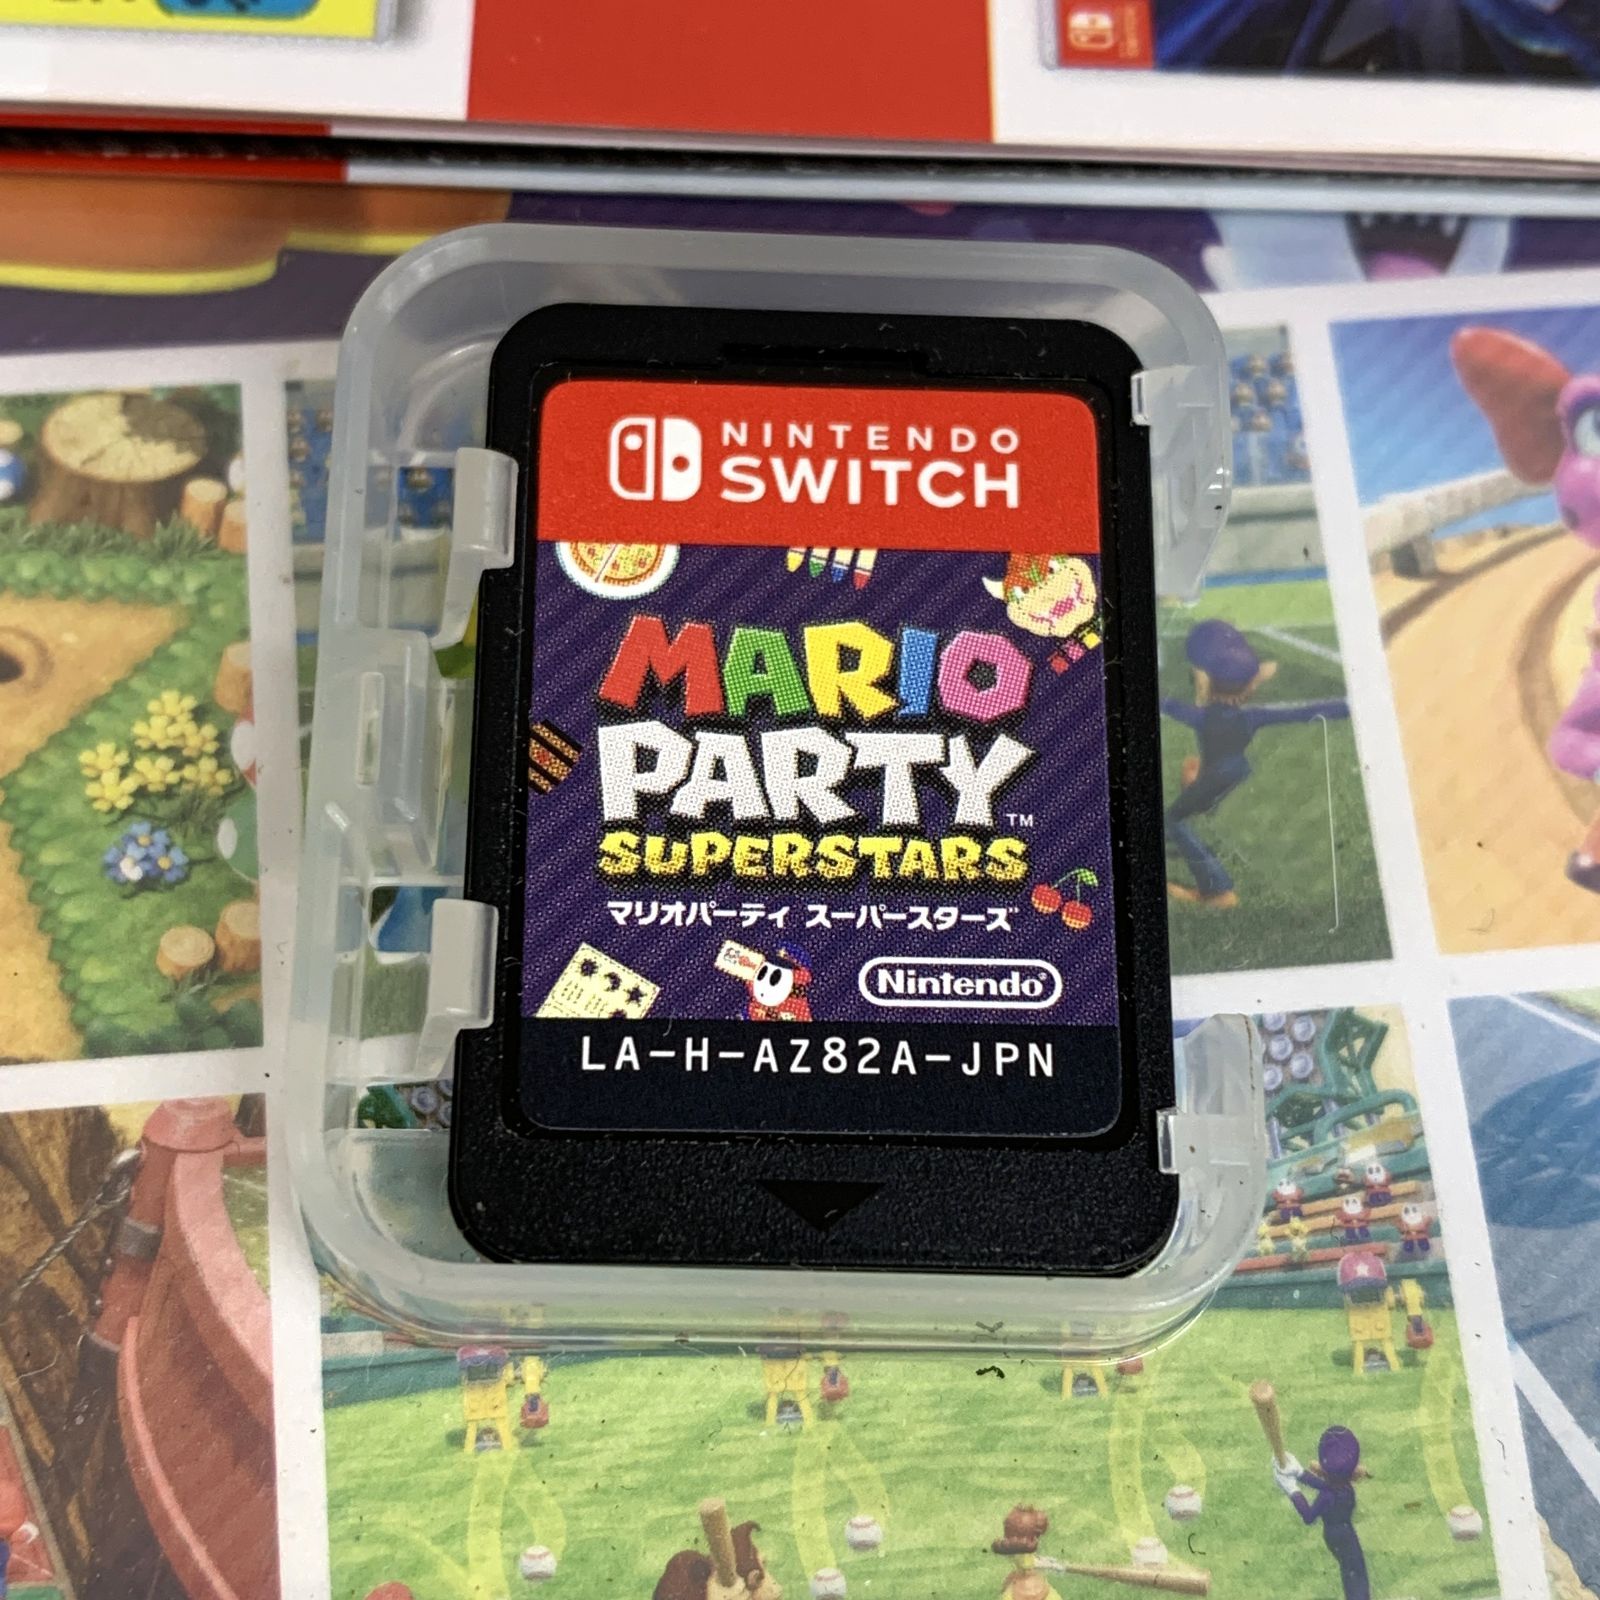 NINTENDO
SWITCH
MARIO
PARTY
TM
SUPERSTARS
マリオパーティ スーパースターズ
Nintendo®
LA-H-AZ82A-JPN